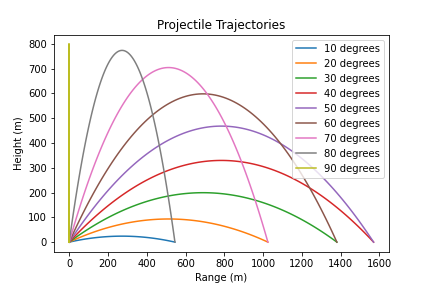 Projectile Trajectories
Height (m)
800
700
600
500
400
300
200
100
0
10 degrees
20 degrees
30 degrees
40 degrees
50 degrees
60 degrees
70 degrees
80 degrees
90 degrees
0 200 400 600 800 1000 1200 1400 1600
Range (m)